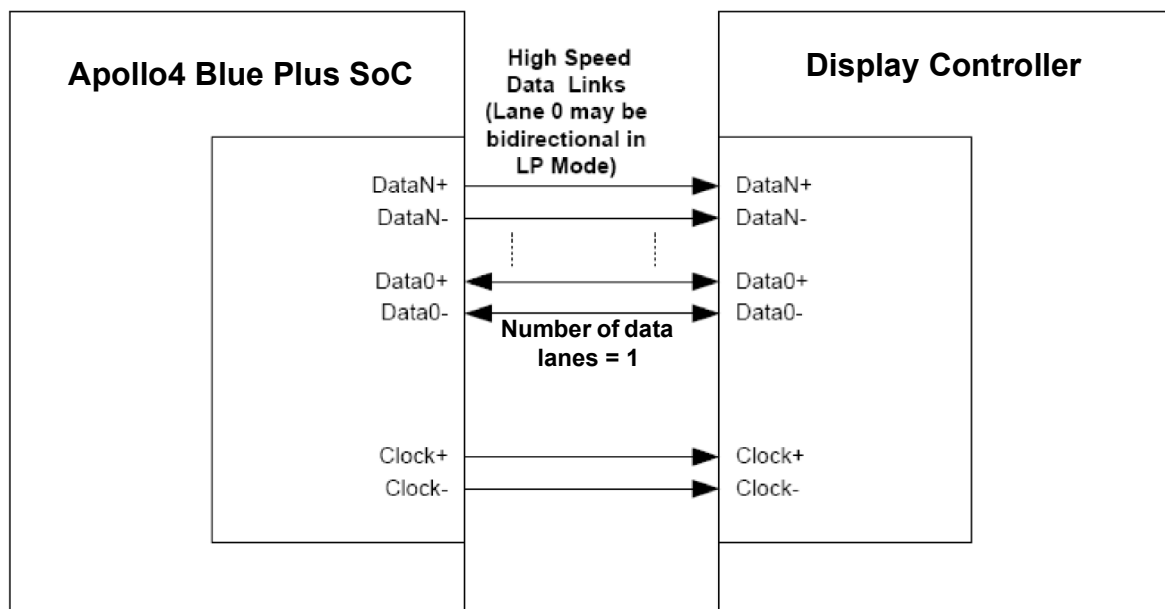 Apollo4 Blue Plus SoC
High Speed
Data Links
(Lane 0 may be
bidirectional in
LP Mode)
Display Controller
DataN+
DataN-
Data0+
Data0-
Clock+
Clock-
Number of data
lanes = 1
DataN+
DataN-
Data0+
Data0-
Clock+
Clock-